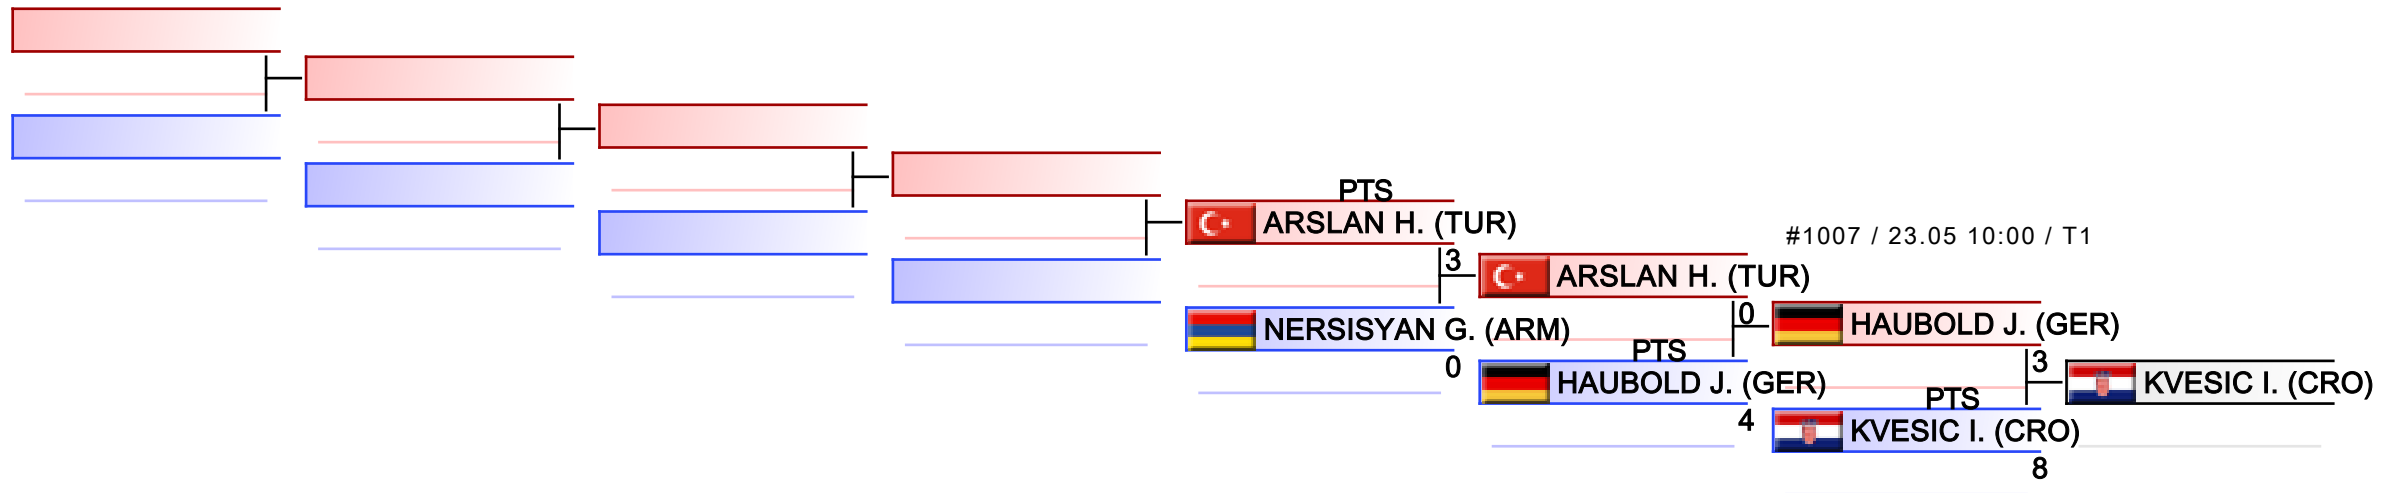 PTS
ARSLAN H. (TUR)
3
NERSISYAN G. (ARM)
0
ARSLAN H. (TUR)
0
PTS
HAUBOLD J. (GER)
4
#1007 / 23.05 10:00 / T1
HAUBOLD J. (GER)
3
PTS
KVESIC I. (CRO)
8
KVESIC I. (CRO)